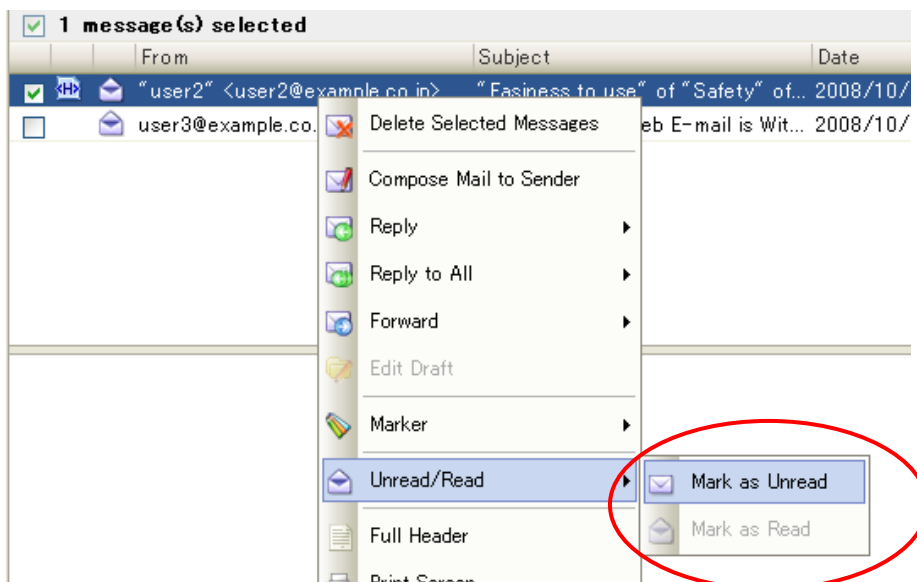 1 message(s) selected
From Subject Date
"user2" <user2@example.co.jp> "Easiness to use" of "Safety" of... 2008/10/
user3@example.co. eb E-mail is Wit... 2008/10/
Delete Selected Messages
Compose Mail to Sender
Reply
Reply to All
Forward
Edit Draft
Marker
Unread/Read
Mark as Unread
Mark as Read
Full Header
Print Screen